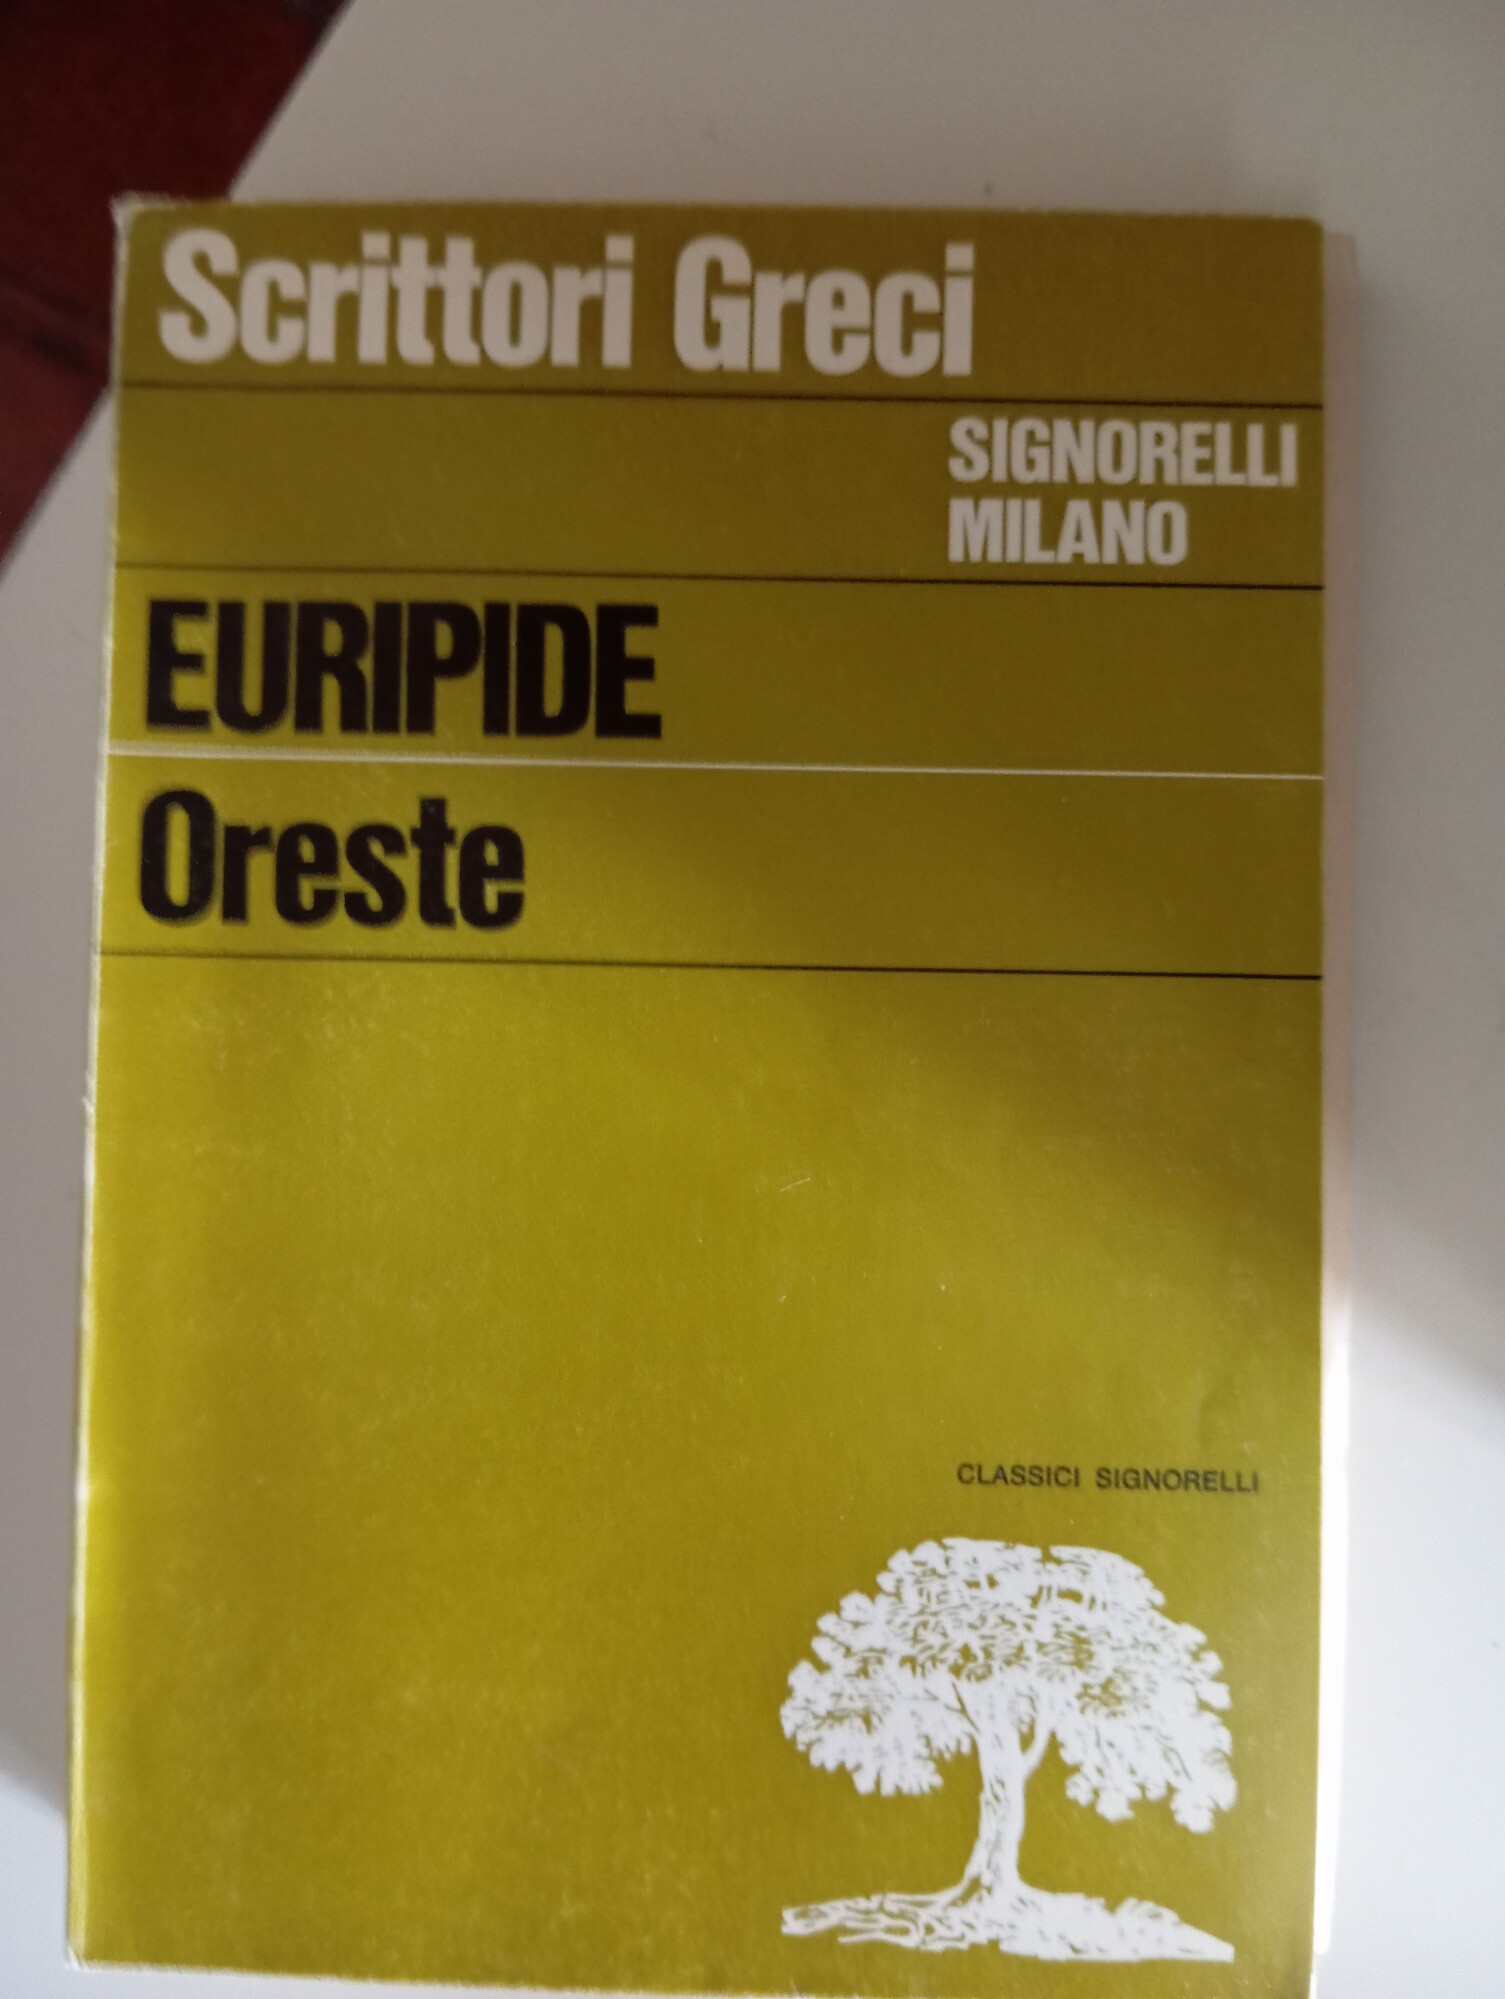 Scrittori Greci
SIGNORELLI
MILANO
EURIPIDE
Oreste
CLASSICI SIGNORELLI